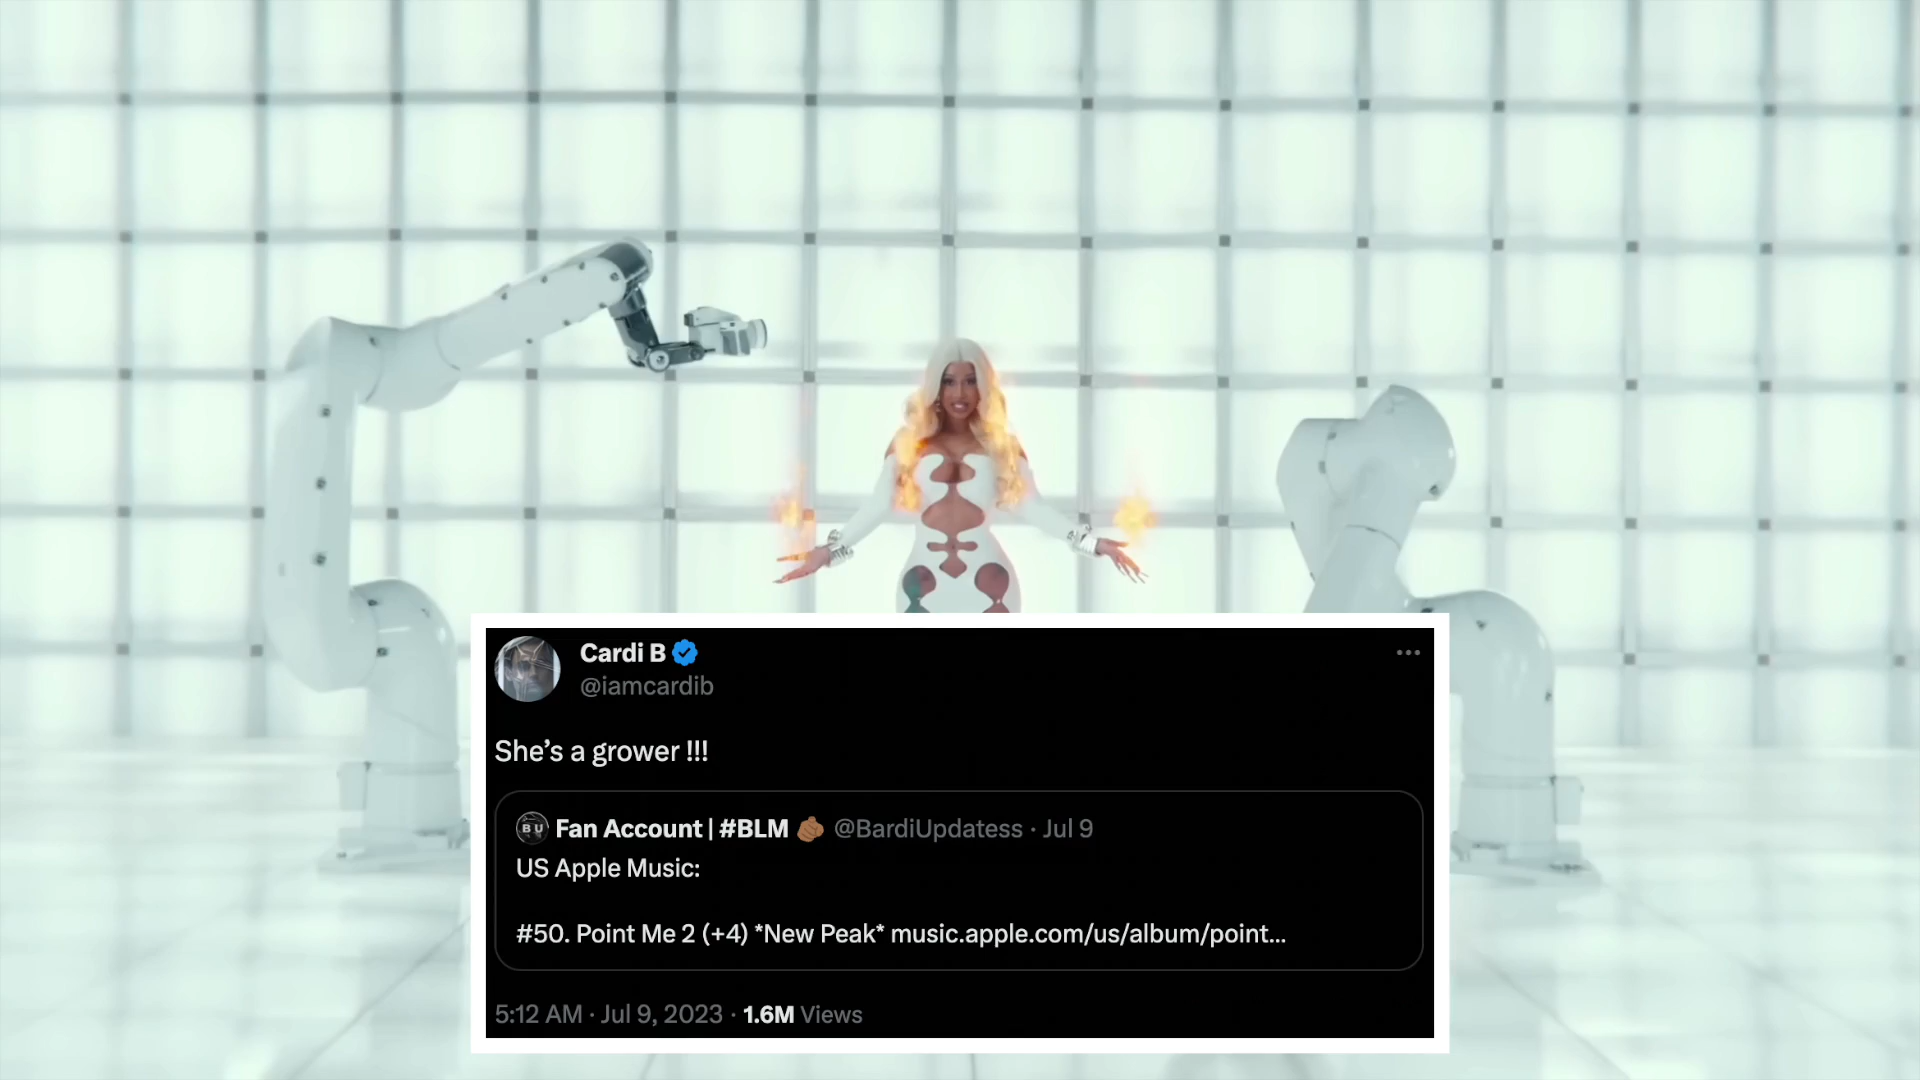 Cardi B
@iamcardib
She’s a grower !!!
BU Fan Account | #BLM 🫵🏽 @BardiUpdatess · Jul 9
US Apple Music:
#50. Point Me 2 (+4) *New Peak* music.apple.com/us/album/point...
5:12 AM · Jul 9, 2023 · 1.6M Views